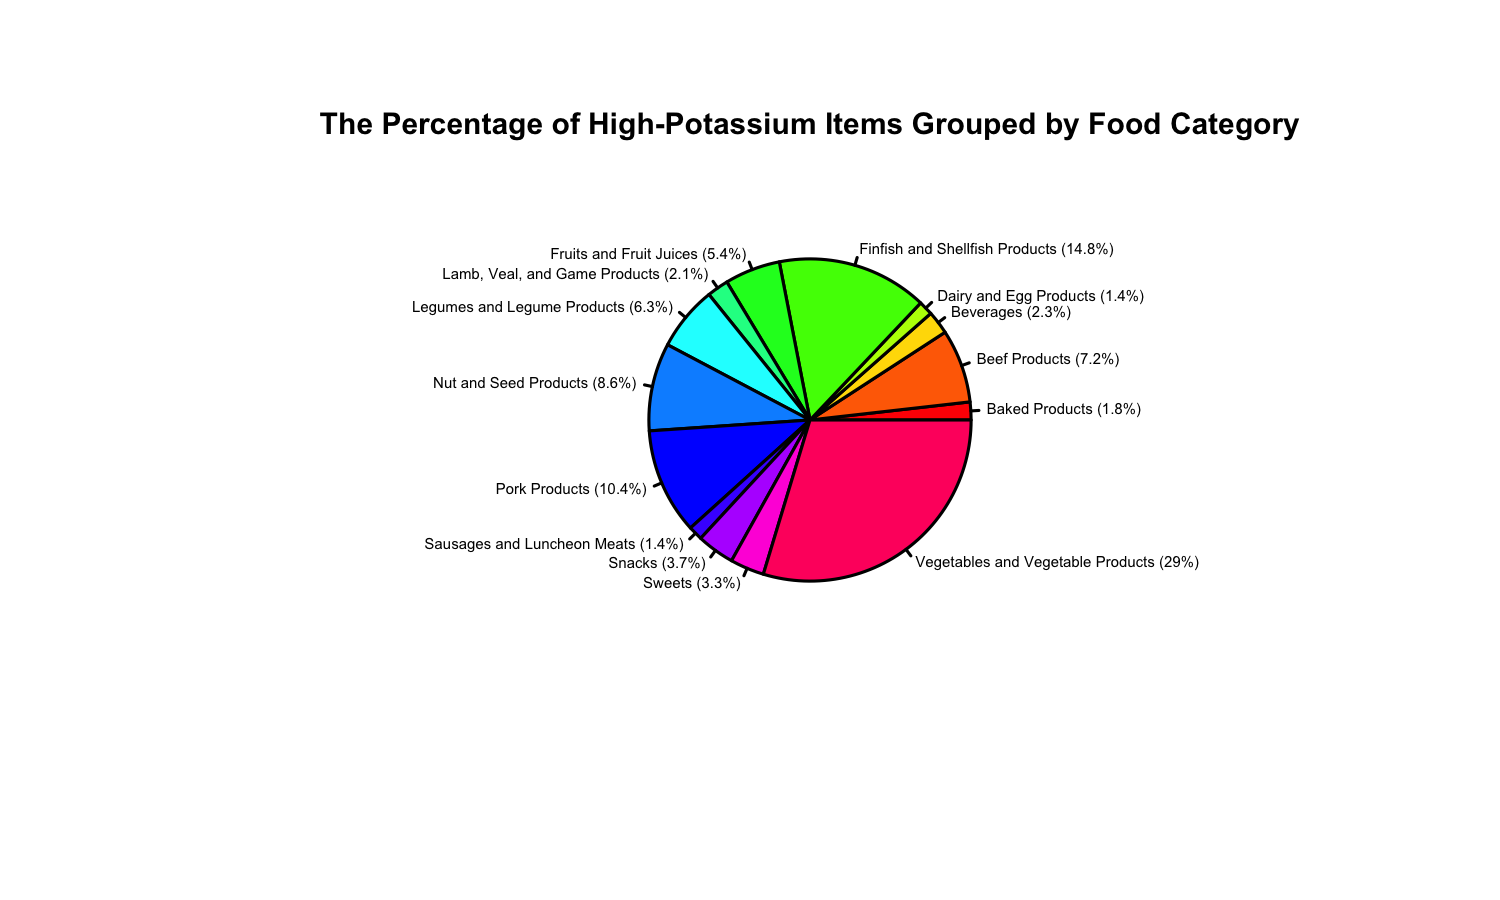 The Percentage of High-Potassium Items Grouped by Food Category
Finfish and Shellfish Products (14.8%)
Fruits and Fruit Juices (5.4%)
Lamb, Veal, and Game Products (2.1%)
Dairy and Egg Products (1.4%)
Legumes and Legume Products (6.3%)
Beverages (2.3%)
Beef Products (7.2%)
Nut and Seed Products (8.6%)
Baked Products (1.8%)
Pork Products (10.4%)
Sausages and Luncheon Meats (1.4%)
Vegetables and Vegetable Products (29%)
Snacks (3.7%)
Sweets (3.3%)